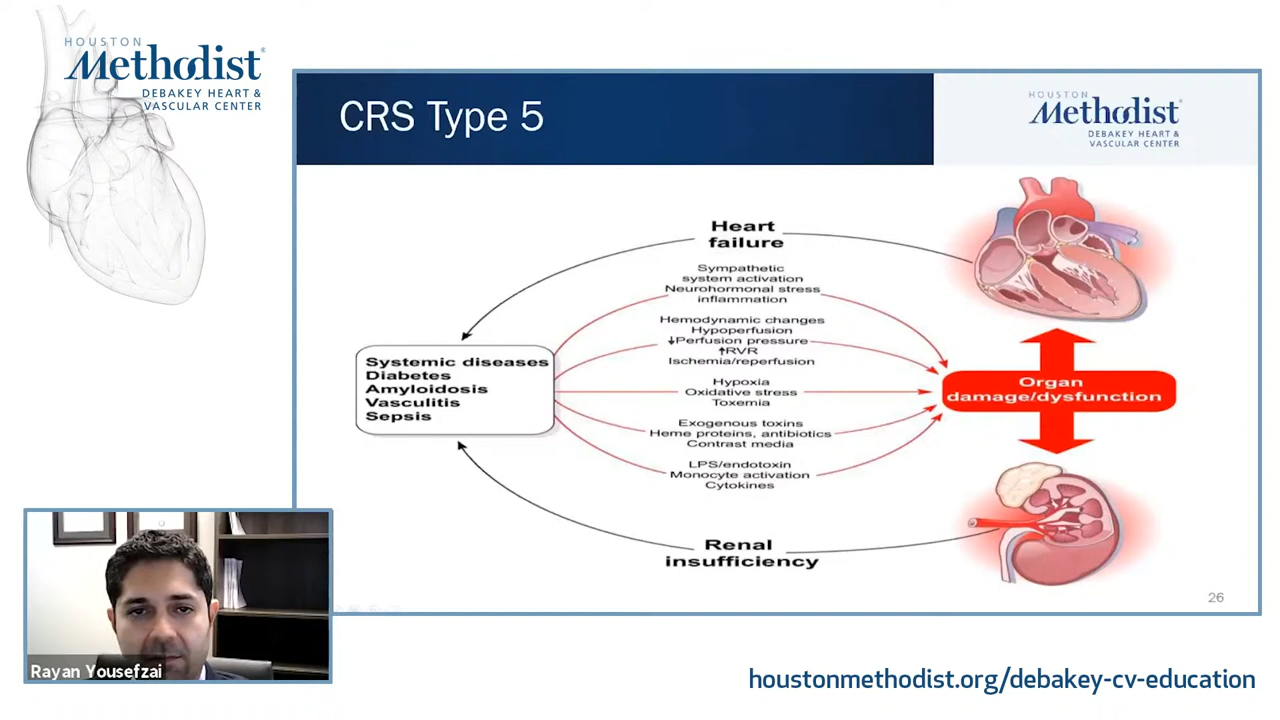 HOUSTON
Methodist®
DEBAKEY HEART &
VASCULAR CENTER
CRS Type 5
HOUSTON
Methodist®
DEBAKEY HEART &
VASCULAR CENTER
Heart
failure
Sympathetic
system activation
Neurohormonal stress
inflammation
Hemodynamic changes
Hypoperfusion
↓Perfusion pressure
↑RVR
Ischemia/reperfusion
Hypoxia
Oxidative stress
Toxemia
Exogenous toxins
Heme proteins, antibiotics
Contrast media
LPS/endotoxin
Monocyte activation
Cytokines
Systemic diseases
Diabetes
Amyloidosis
Vasculitis
Sepsis
Organ
damage/dysfunction
Renal
insufficiency
26
Rayan Yousefzai
houstonmethodist.org/debakey-cv-education